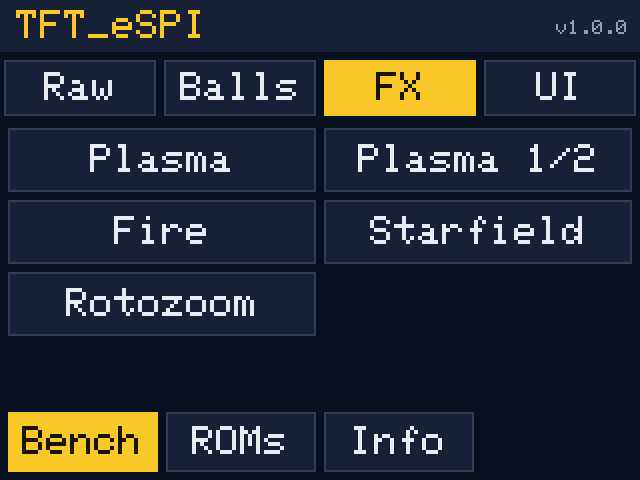 TFT_eSPI v1.0.0
Raw Balls FX UI
Plasma Plasma 1/2
Fire Starfield
Rotozoom
Bench ROMs Info